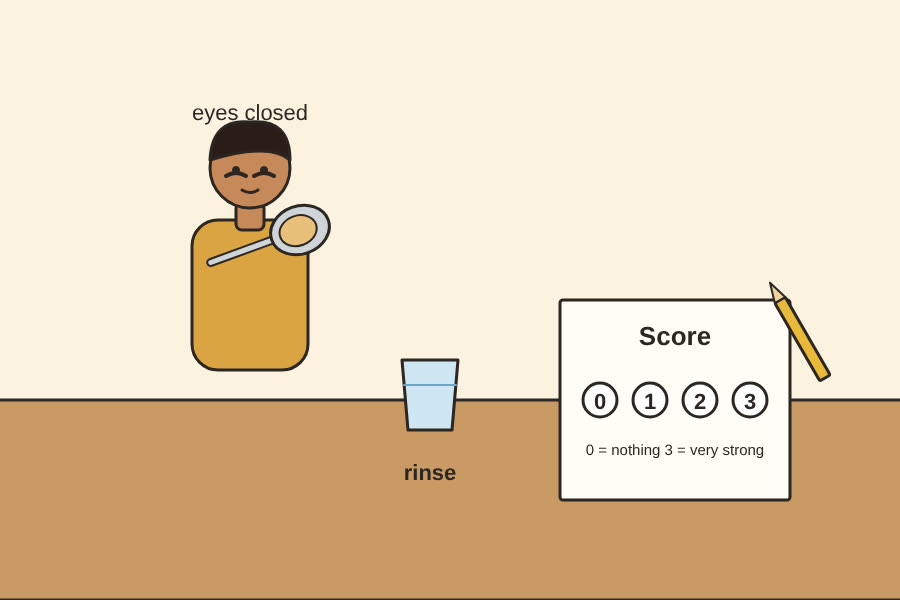 eyes closed
Score
0 1 2 3
0 = nothing 3 = very strong
rinse